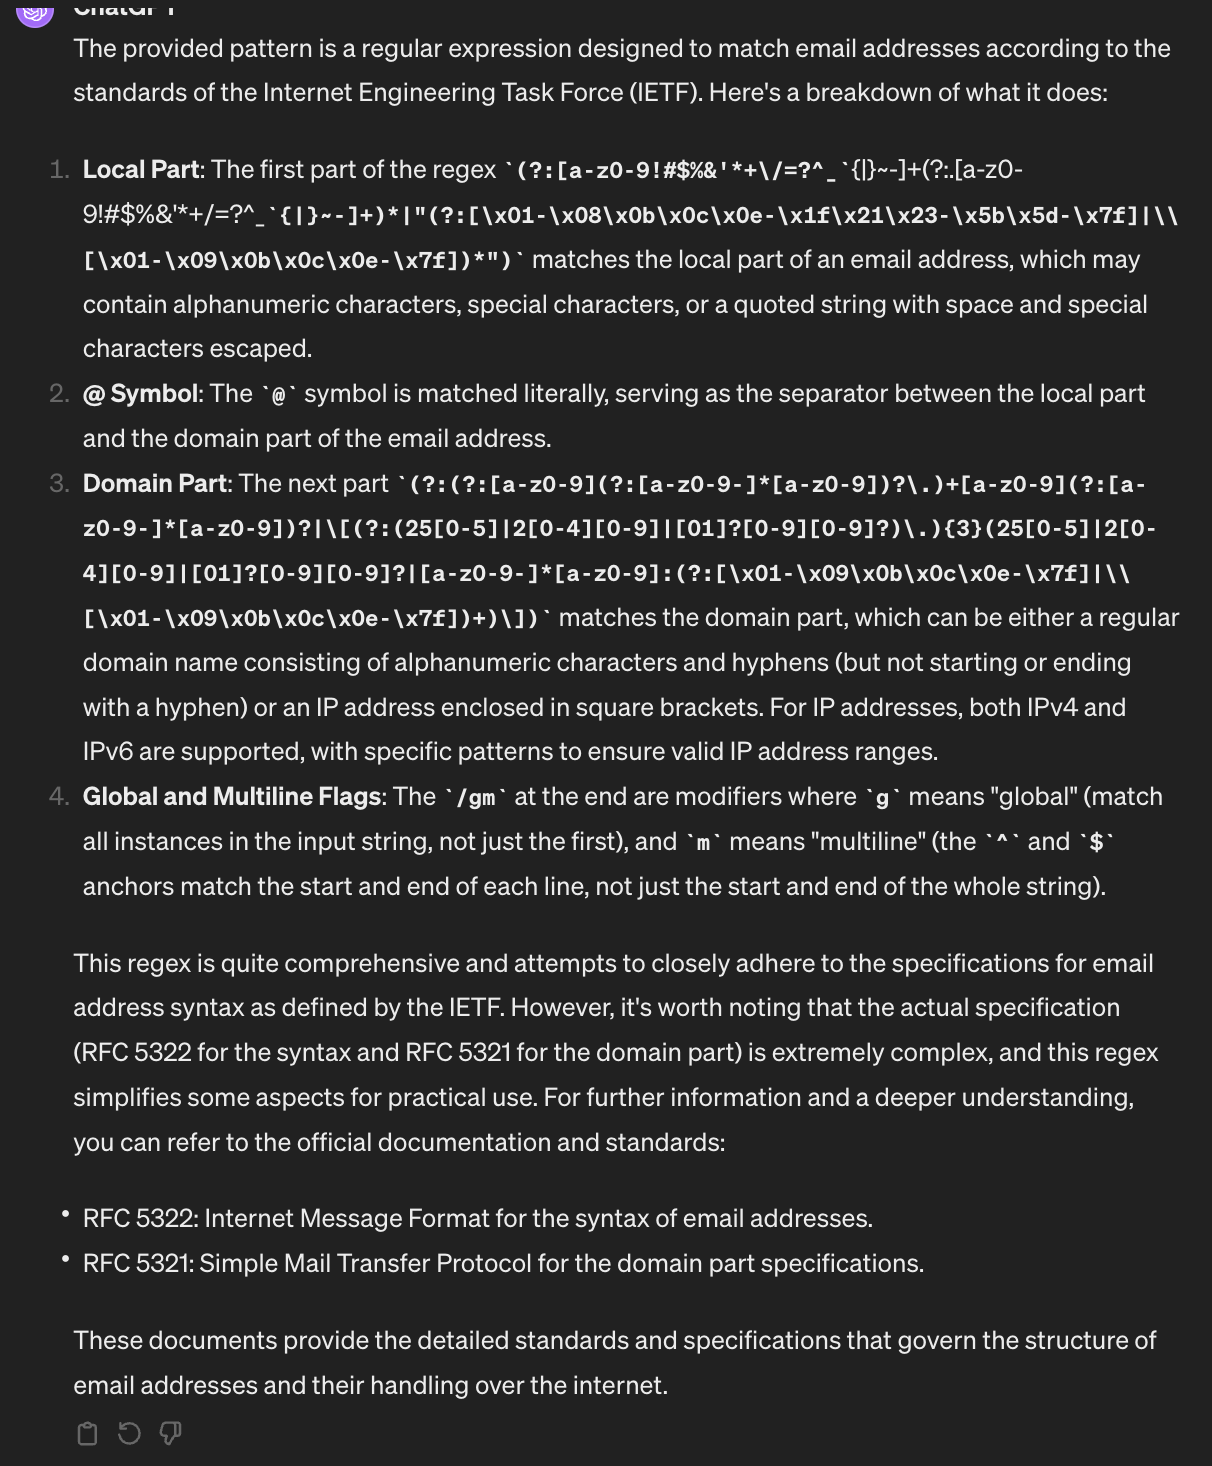 ChatGPT
The provided pattern is a regular expression designed to match email addresses according to the
standards of the Internet Engineering Task Force (IETF). Here's a breakdown of what it does:
1. Local Part: The first part of the regex `(?:[a-z0-9!#$%&'*+\/=?^_`{|}~-]+(?:.[a-z0-
9!#$%&'*+/=?^_`{|}~-]+)*|"(?:[\x01-\x08\x0b\x0c\x0e-\x1f\x21\x23-\x5b\x5d-\x7f]|\\
[\x01-\x09\x0b\x0c\x0e-\x7f])*")` matches the local part of an email address, which may
contain alphanumeric characters, special characters, or a quoted string with space and special
characters escaped.
2. @ Symbol: The `@` symbol is matched literally, serving as the separator between the local part
and the domain part of the email address.
3. Domain Part: The next part `(?:(?:[a-z0-9](?:[a-z0-9-]*[a-z0-9])?\.)+[a-z0-9](?:[a-
z0-9-]*[a-z0-9])?|\[(?:(25[0-5]|2[0-4][0-9]|[01]?[0-9][0-9]?)\.){3}(25[0-5]|2[0-
4][0-9]|[01]?[0-9][0-9]?|[a-z0-9-]*[a-z0-9]:(?:[\x01-\x09\x0b\x0c\x0e-\x7f]|\\
[\x01-\x09\x0b\x0c\x0e-\x7f])+)\])` matches the domain part, which can be either a regular
domain name consisting of alphanumeric characters and hyphens (but not starting or ending
with a hyphen) or an IP address enclosed in square brackets. For IP addresses, both IPv4 and
IPv6 are supported, with specific patterns to ensure valid IP address ranges.
4. Global and Multiline Flags: The `/gm` at the end are modifiers where `g` means "global" (match
all instances in the input string, not just the first), and `m` means "multiline" (the `^` and `$`
anchors match the start and end of each line, not just the start and end of the whole string).
This regex is quite comprehensive and attempts to closely adhere to the specifications for email
address syntax as defined by the IETF. However, it's worth noting that the actual specification
(RFC 5322 for the syntax and RFC 5321 for the domain part) is extremely complex, and this regex
simplifies some aspects for practical use. For further information and a deeper understanding,
you can refer to the official documentation and standards:
• RFC 5322: Internet Message Format for the syntax of email addresses.
• RFC 5321: Simple Mail Transfer Protocol for the domain part specifications.
These documents provide the detailed standards and specifications that govern the structure of
email addresses and their handling over the internet.